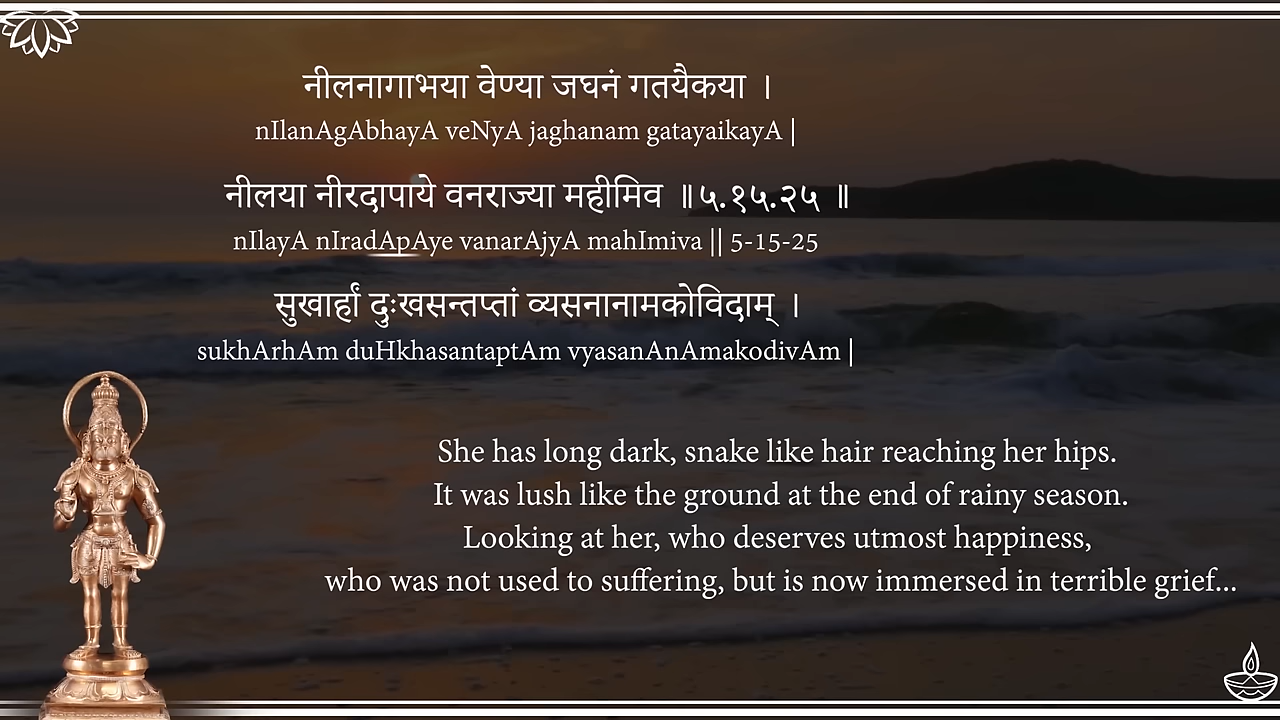 नीलनागाभया वेण्या जघनं गतयैकया ।
nIlanAgAbhayA veNyA jaghanam gatayaikayA |
नीलया नीरदापाये वनराज्या महीमिव ॥५.१५.२५ ॥
nIlayA nIradApAye vanarAjyA mahImiva || 5-15-25
सुखार्हां दुःखसन्तप्तां व्यसनानामकोविदाम् ।
sukhArhAm duHkhasantaptAm vyasanAnAmakodivAm |
She has long dark, snake like hair reaching her hips.
It was lush like the ground at the end of rainy season.
Looking at her, who deserves utmost happiness,
who was not used to suffering, but is now immersed in terrible grief...